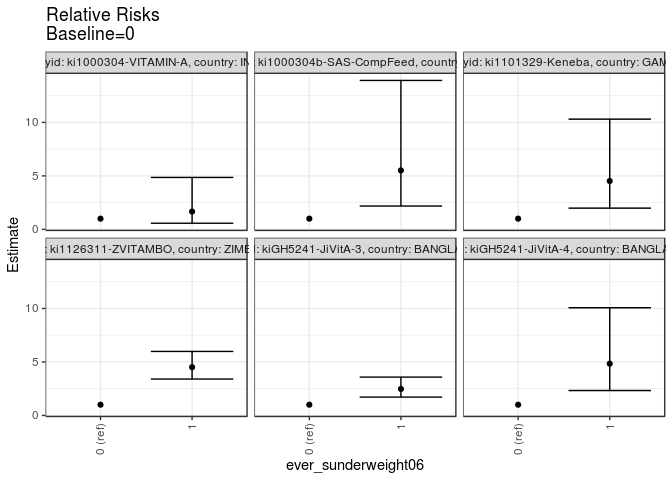 Relative Risks
Baseline=0
yid: ki1000304-VITAMIN-A, country: IN
ki1000304b-SAS-CompFeed, country
yid: ki1101329-Keneba, country: GAM
10
5
0
: ki1126311-ZVITAMBO, country: ZIME
: kiGH5241-JiVitA-3, country: BANGLA
: kiGH5241-JiVitA-4, country: BANGLA
10
5
0
Estimate
0 (ref)
1
0 (ref)
1
0 (ref)
1
ever_sunderweight06